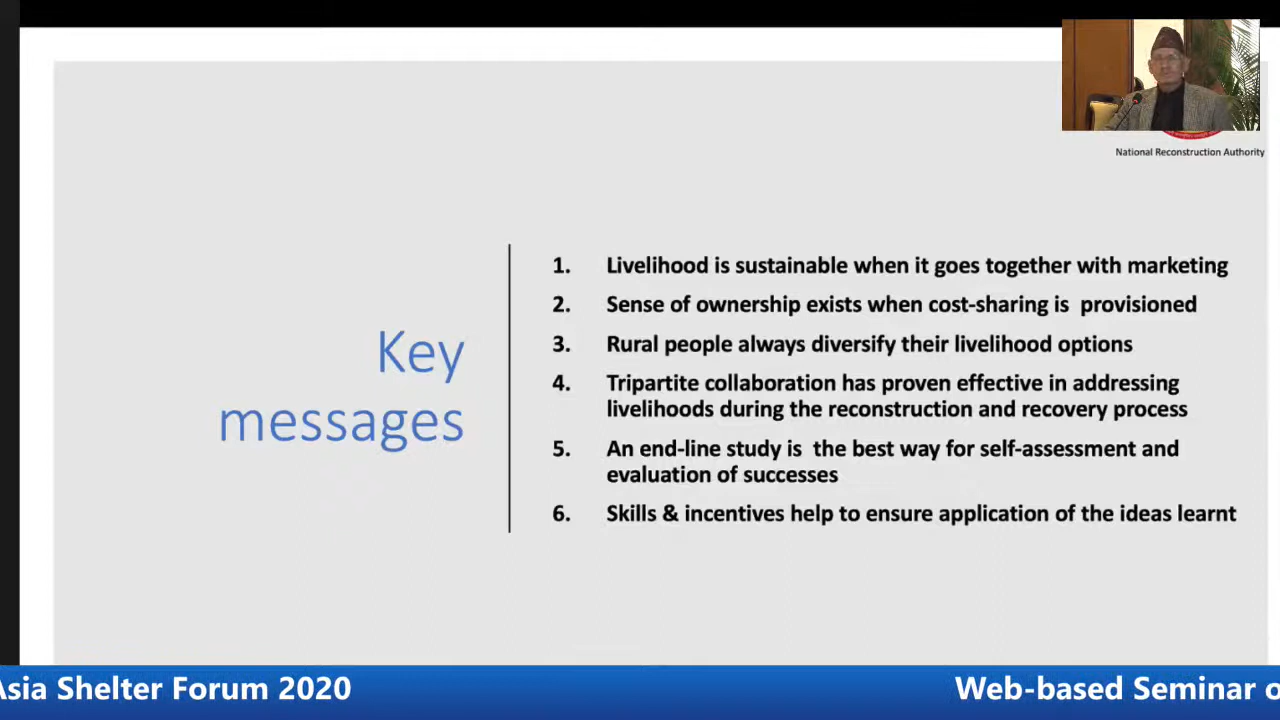 National Reconstruction Authority
Key
messages
1. Livelihood is sustainable when it goes together with marketing
2. Sense of ownership exists when cost-sharing is provisioned
3. Rural people always diversify their livelihood options
4. Tripartite collaboration has proven effective in addressing
livelihoods during the reconstruction and recovery process
5. An end-line study is the best way for self-assessment and
evaluation of successes
6. Skills & incentives help to ensure application of the ideas learnt
Asia Shelter Forum 2020
Web-based Seminar o